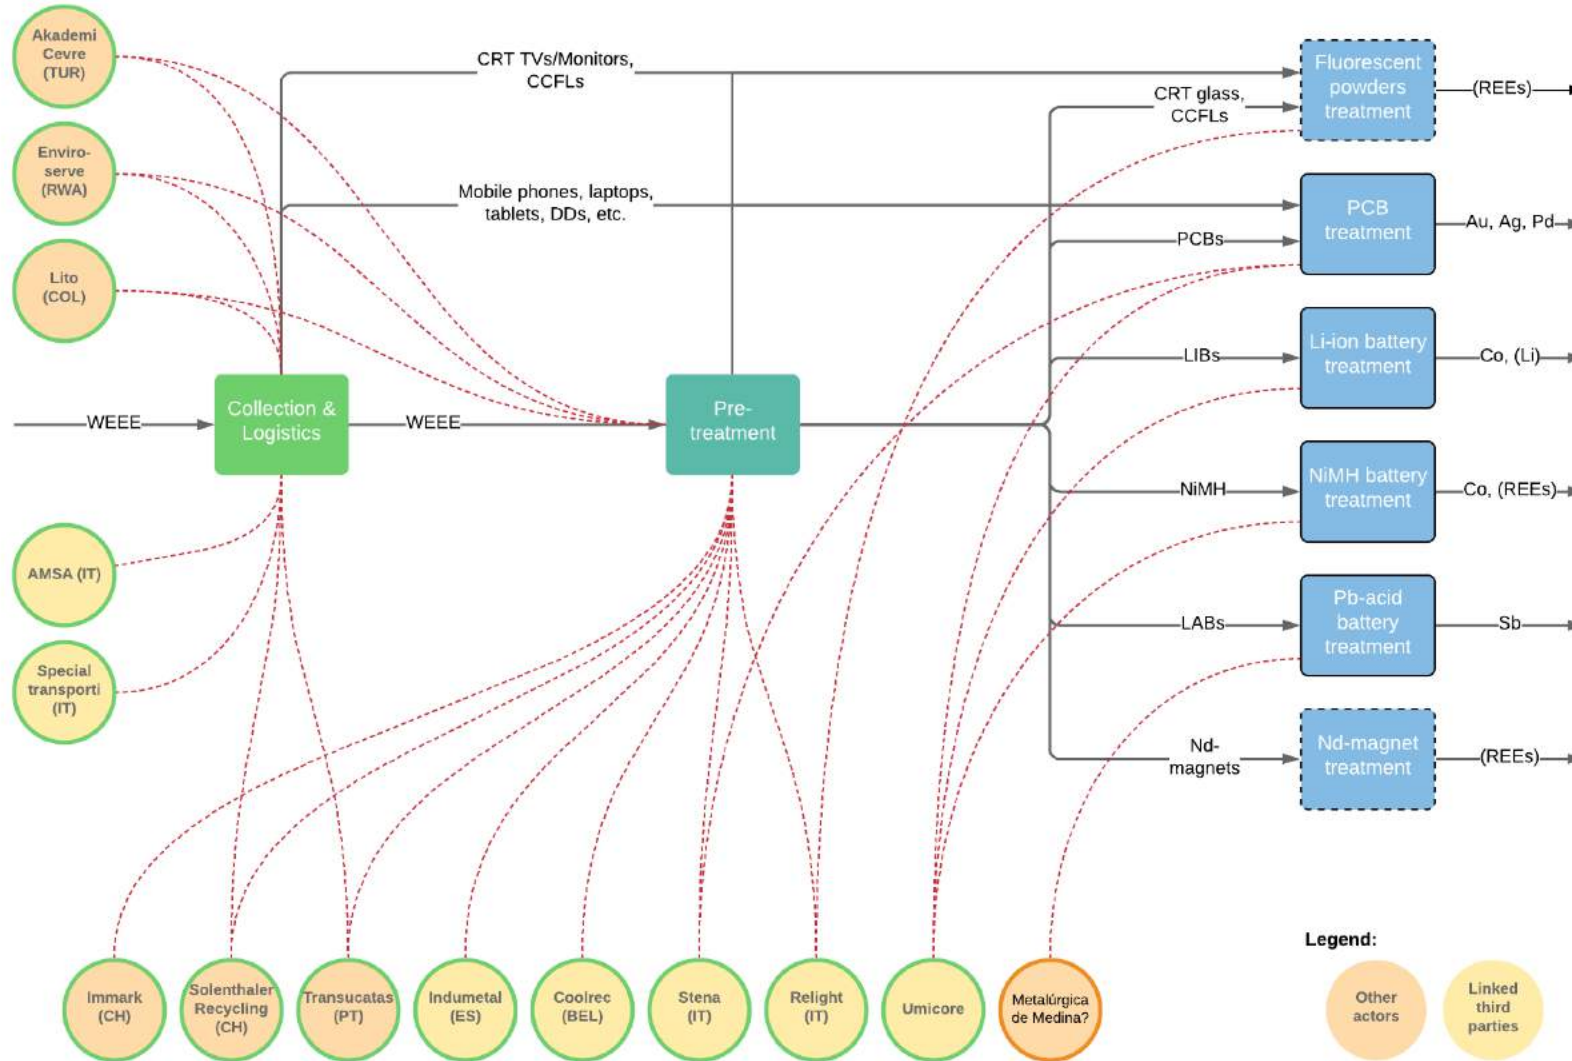 Akademi
Cevre
(TUR)
Enviro-
serve
(RWA)
Lito
(COL)
CRT TVs/Monitors,
CCFLs
Mobile phones, laptops,
tablets, DDs, etc.
WEEE
Collection &
Logistics
WEEE
Pre-
treatment
CRT glass,
CCFLs
PCBs
LIBs
NiMH
LABs
Nd-
magnets
Fluorescent
powders
treatment
(REEs)
PCB
treatment
Au, Ag, Pd
Li-ion battery
treatment
Co, (Li)
NiMH battery
treatment
Co, (REEs)
Pb-acid
battery
treatment
Sb
Nd-magnet
treatment
(REEs)
AMSA (IT)
Special
transporti
(IT)
Immark
(CH)
Solenthaler
Recycling
(CH)
Transucatas
(PT)
Indumetal
(ES)
Coolrec
(BEL)
Stena
(IT)
Relight
(IT)
Umicore
Metalúrgica
de Medina?
Legend:
Other
actors
Linked
third
parties